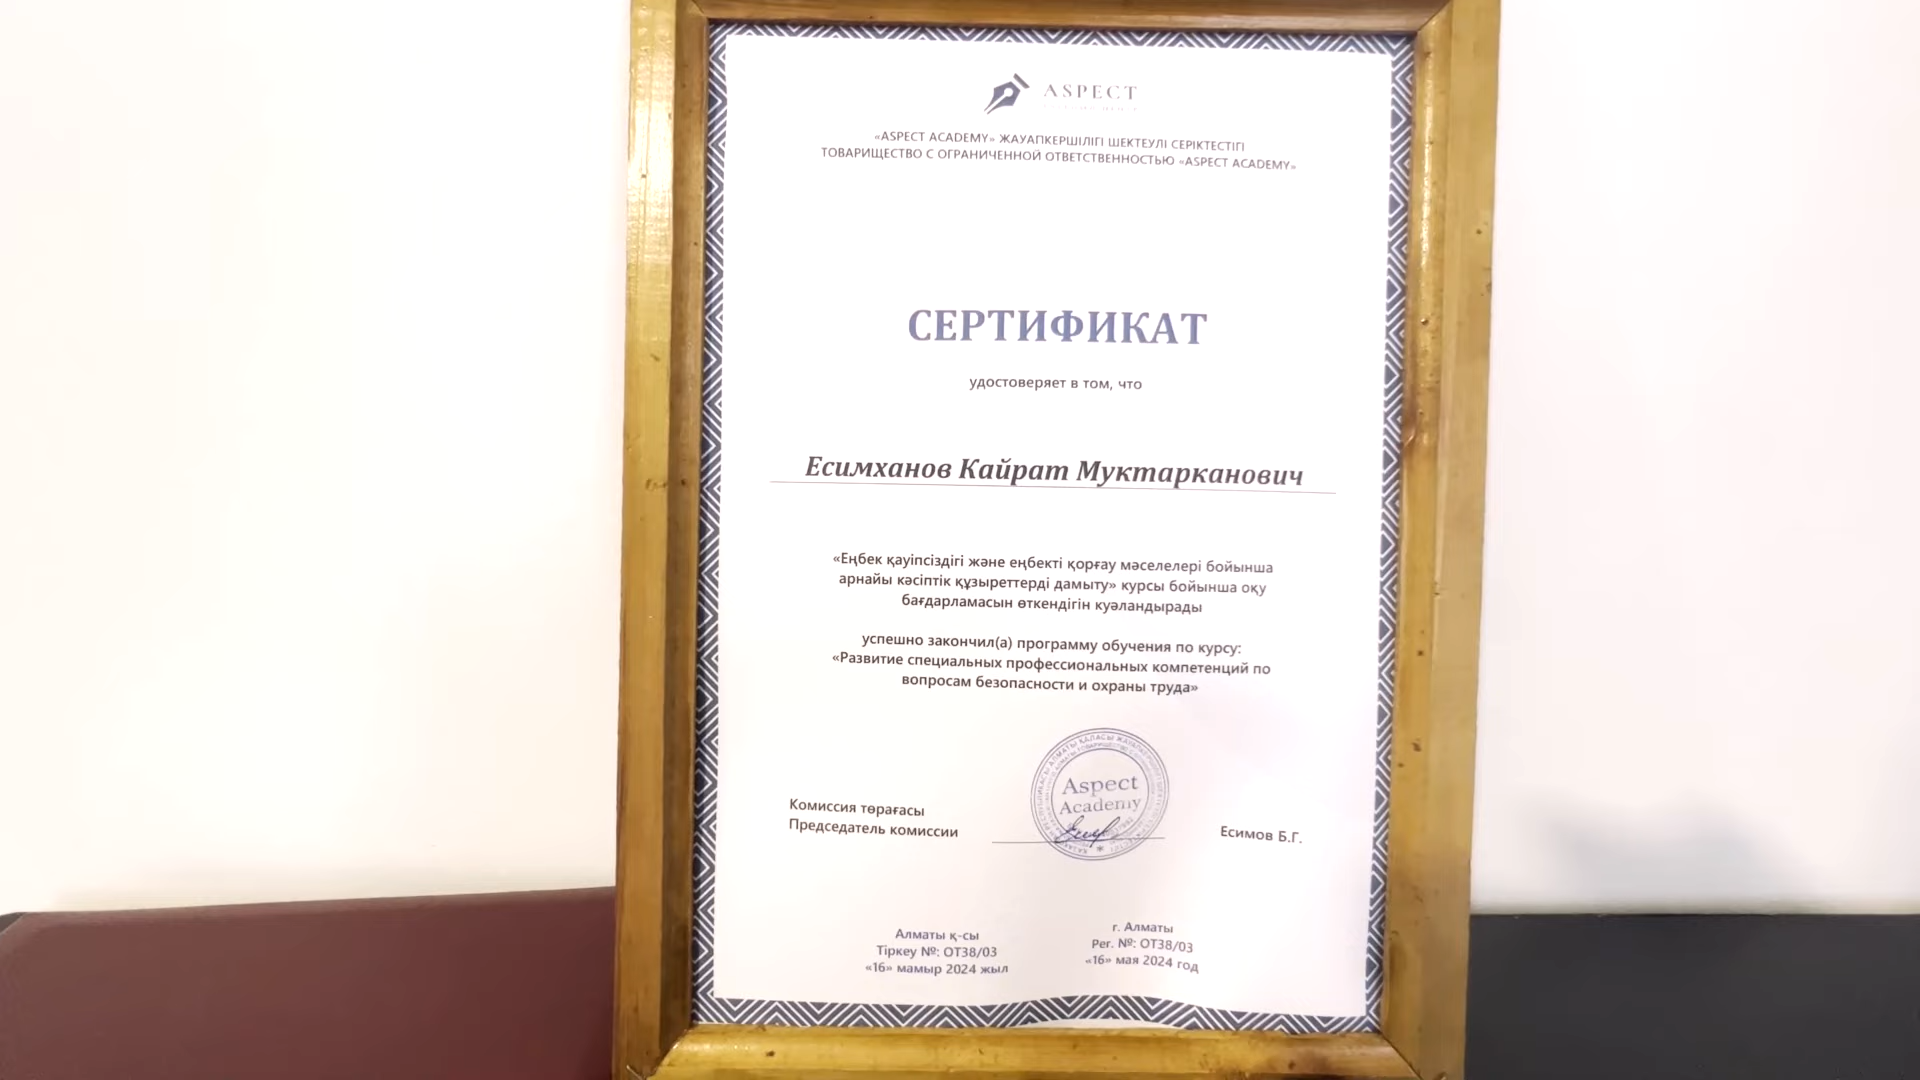 ASPECT
«ASPECT ACADEMY» ЖАУАПКЕРШІЛІГІ ШЕКТЕУЛІ СЕРІКТЕСТІГІ
ТОВАРИЩЕСТВО С ОГРАНИЧЕННОЙ ОТВЕТСТВЕННОСТЬЮ «ASPECT ACADEMY»
СЕРТИФИКАТ
удостоверяет в том, что
Есимханов Кайрат Муктарканович
«Еңбек қауіпсіздігі және еңбекті қорғау мәселелері бойынша
арнайы кәсіптік құзыреттерді дамыту» курсы бойынша оқу
бағдарламасын өткендігін куәландырады
успешно закончил(а) программу обучения по курсу:
«Развитие специальных профессиональных компетенций по
вопросам безопасности и охраны труда»
Aspect
Academy
Комиссия төрағасы
Председатель комиссии
Есимов Б.Г.
Алматы қ-сы
Тіркеу №: ОТ38/03
«16» мамыр 2024 жыл
г. Алматы
Рег. №: ОТ38/03
«16» мая 2024 год